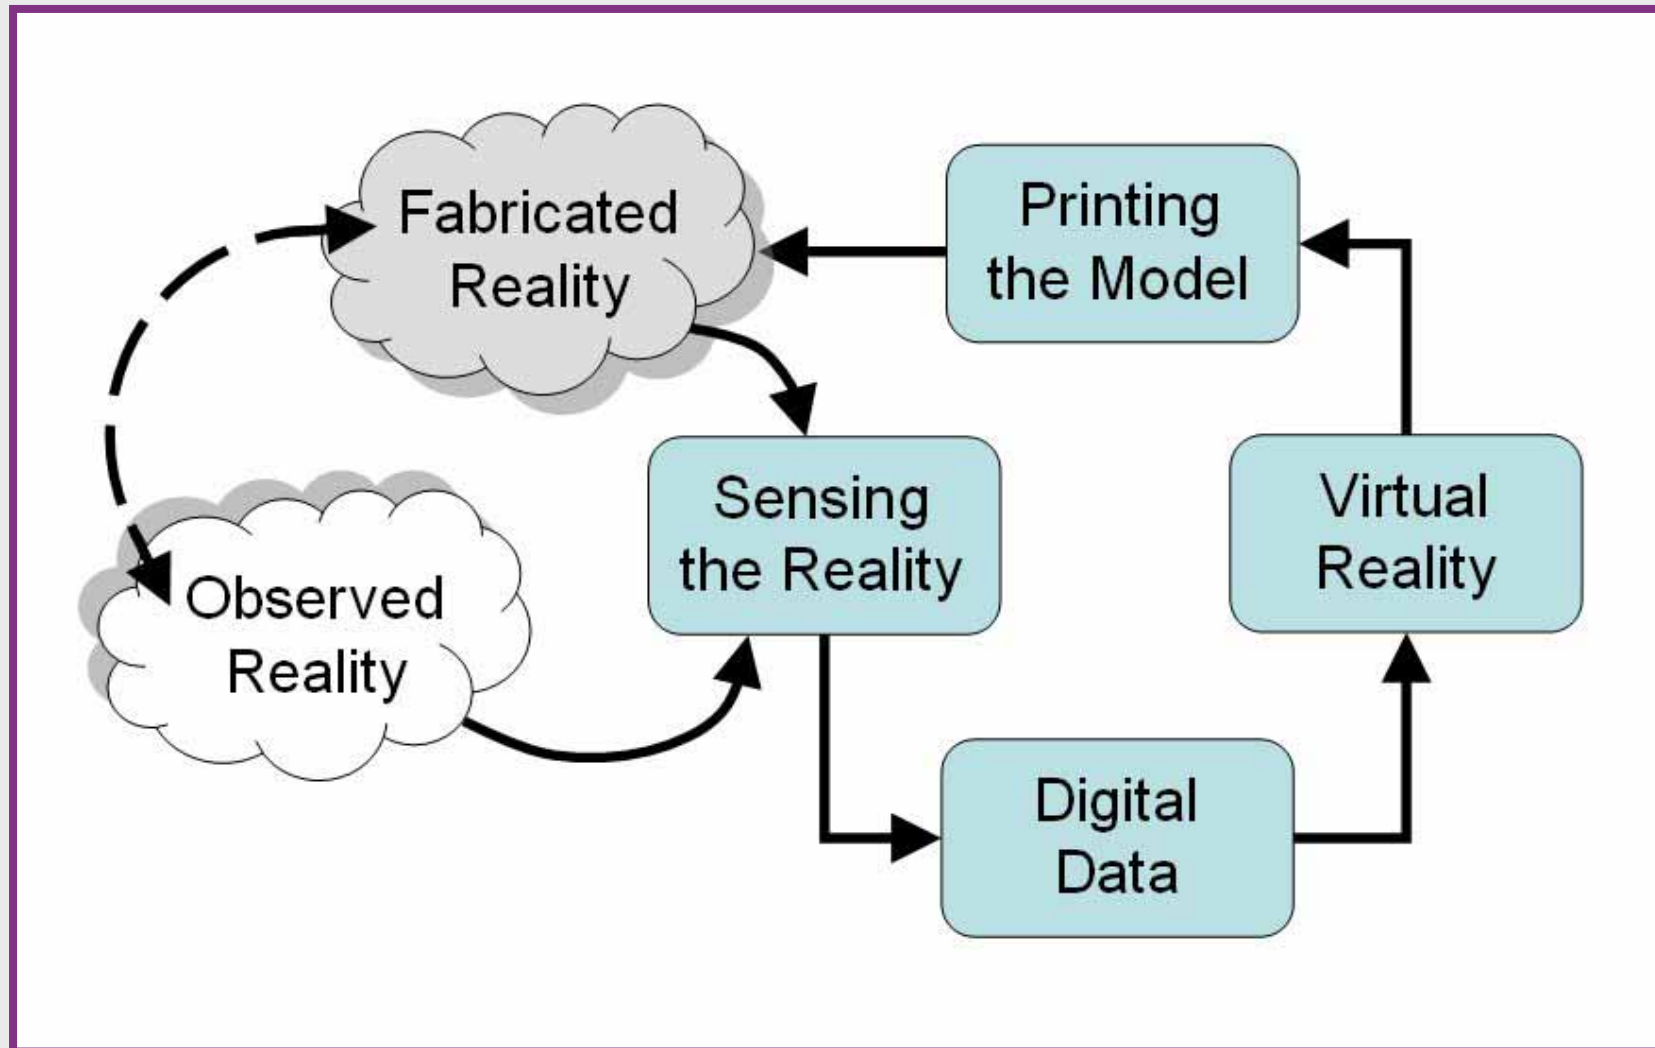 Fabricated
Reality
Printing
the Model
Sensing
the Reality
Virtual
Reality
Observed
Reality
Digital
Data